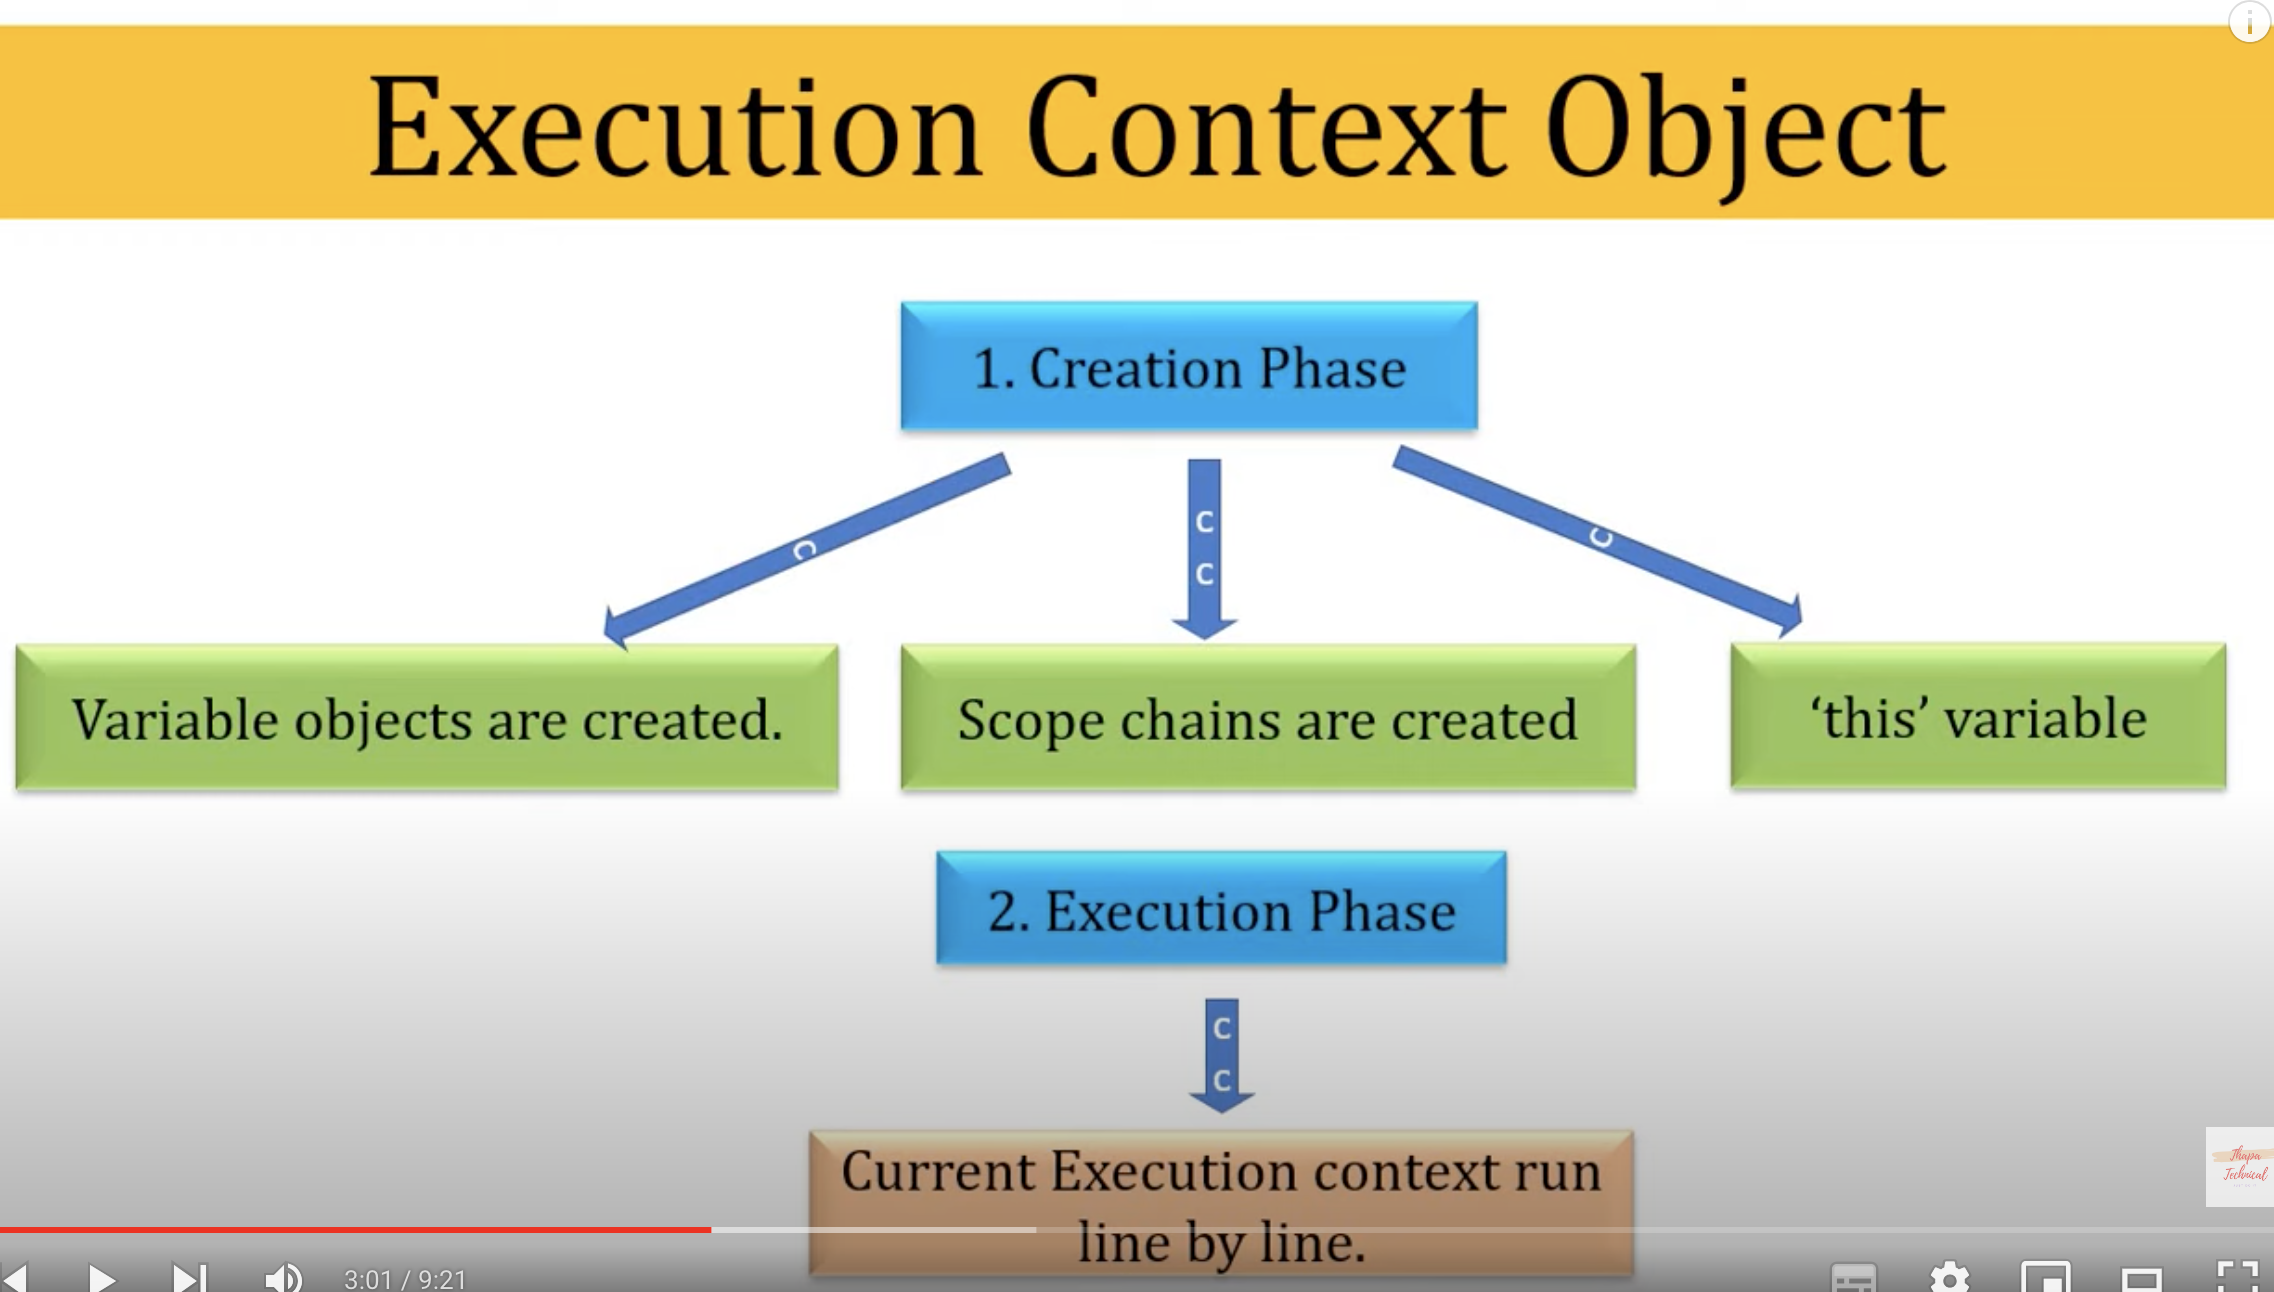 Execution Context Object
1. Creation Phase
C
C
C
C
Variable objects are created.
Scope chains are created
‘this’ variable
2. Execution Phase
C
C
Current Execution context run
line by line.
Thapa
Technical
3:01 / 9:21
i